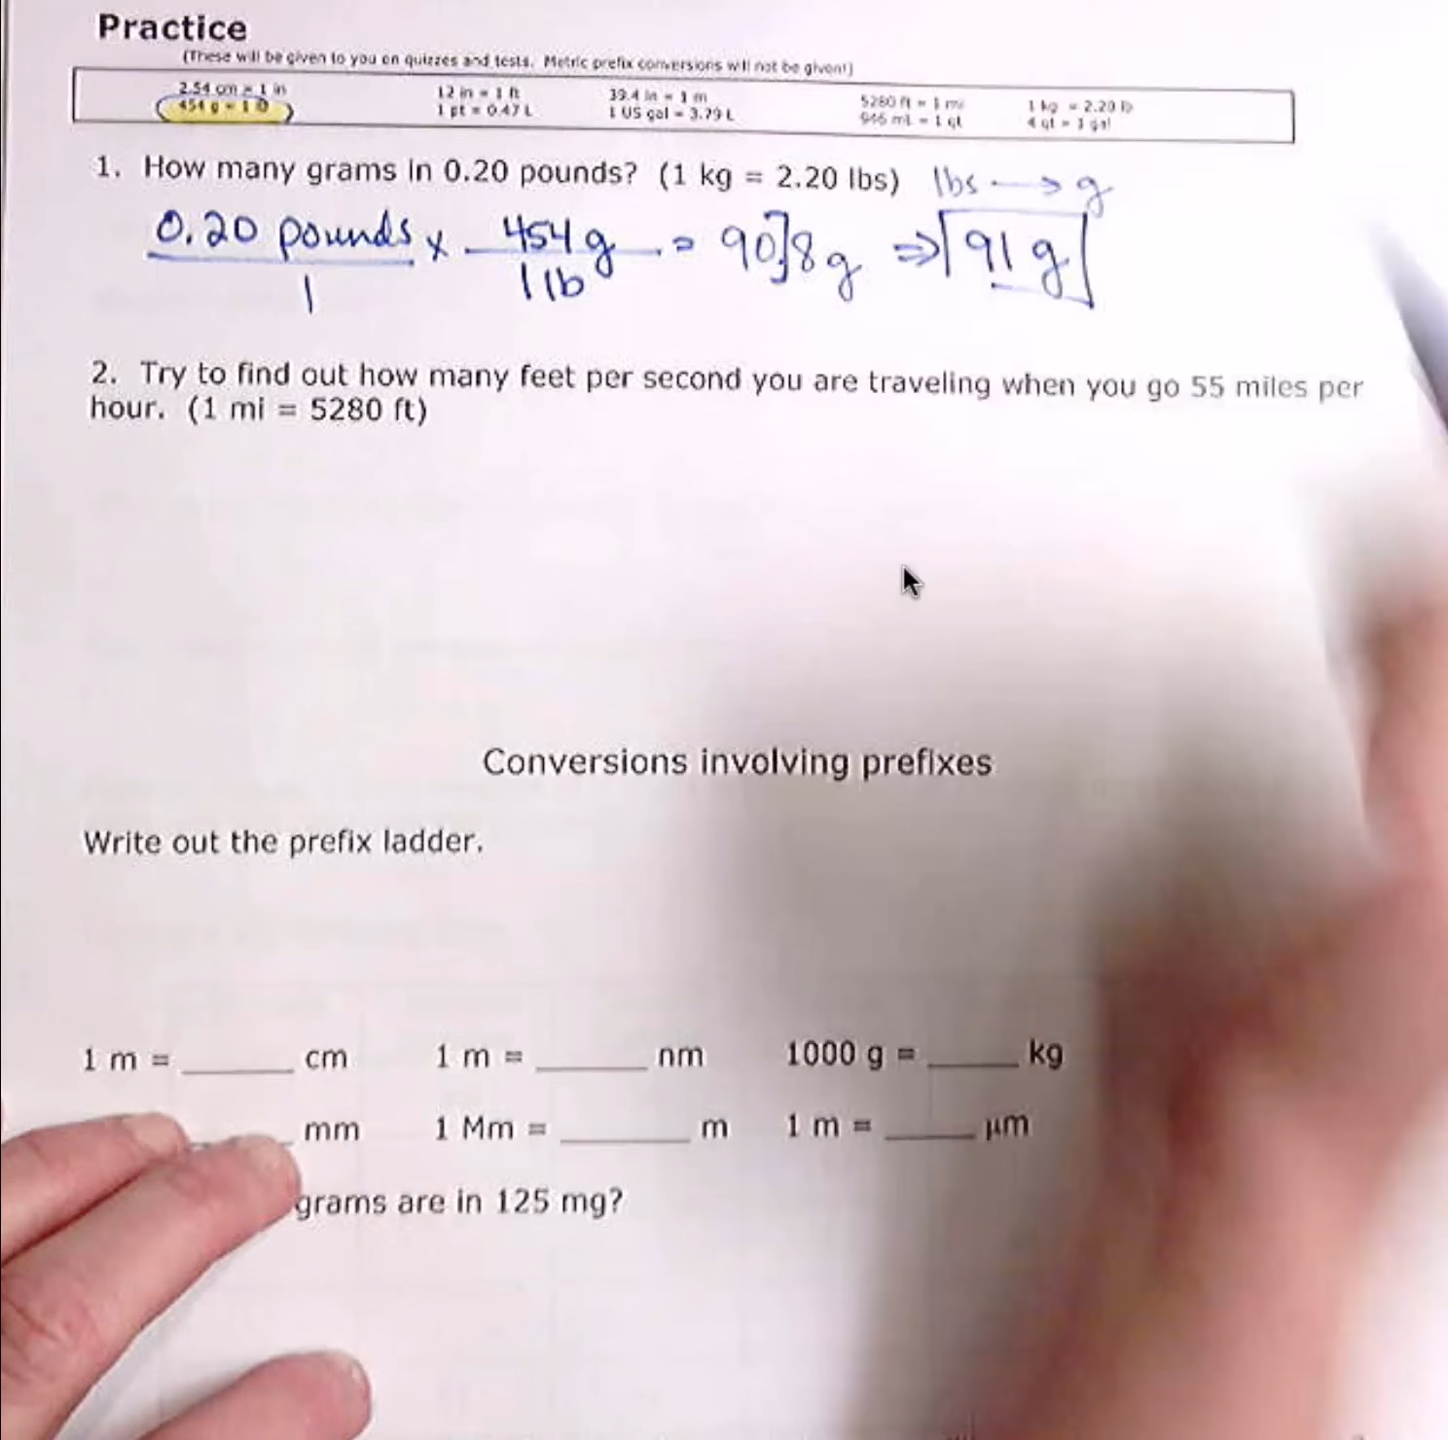 Practice
(These will be given to you on quizzes and tests. Metric prefix conversions will not be given!)
2.54 cm = 1 in 12 in = 1 ft 39.4 in = 1 m 5280 ft = 1 mi 1 kg = 2.20 lb
454 g = 1 lb 1 pt = 0.47 L 1 US gal = 3.79 L 946 mL = 1 qt 4 qt = 1 gal
1. How many grams in 0.20 pounds? (1 kg = 2.20 lbs) lbs → g
0.20 pounds x 454 g = 90.8 g ⇒ 91 g
1 1 lb
2. Try to find out how many feet per second you are traveling when you go 55 miles per
hour. (1 mi = 5280 ft)
Conversions involving prefixes
Write out the prefix ladder.
1 m = ______ cm 1 m = ______ nm 1000 g = _____ kg
______ mm 1 Mm = _______ m 1 m = _____ µm
grams are in 125 mg?